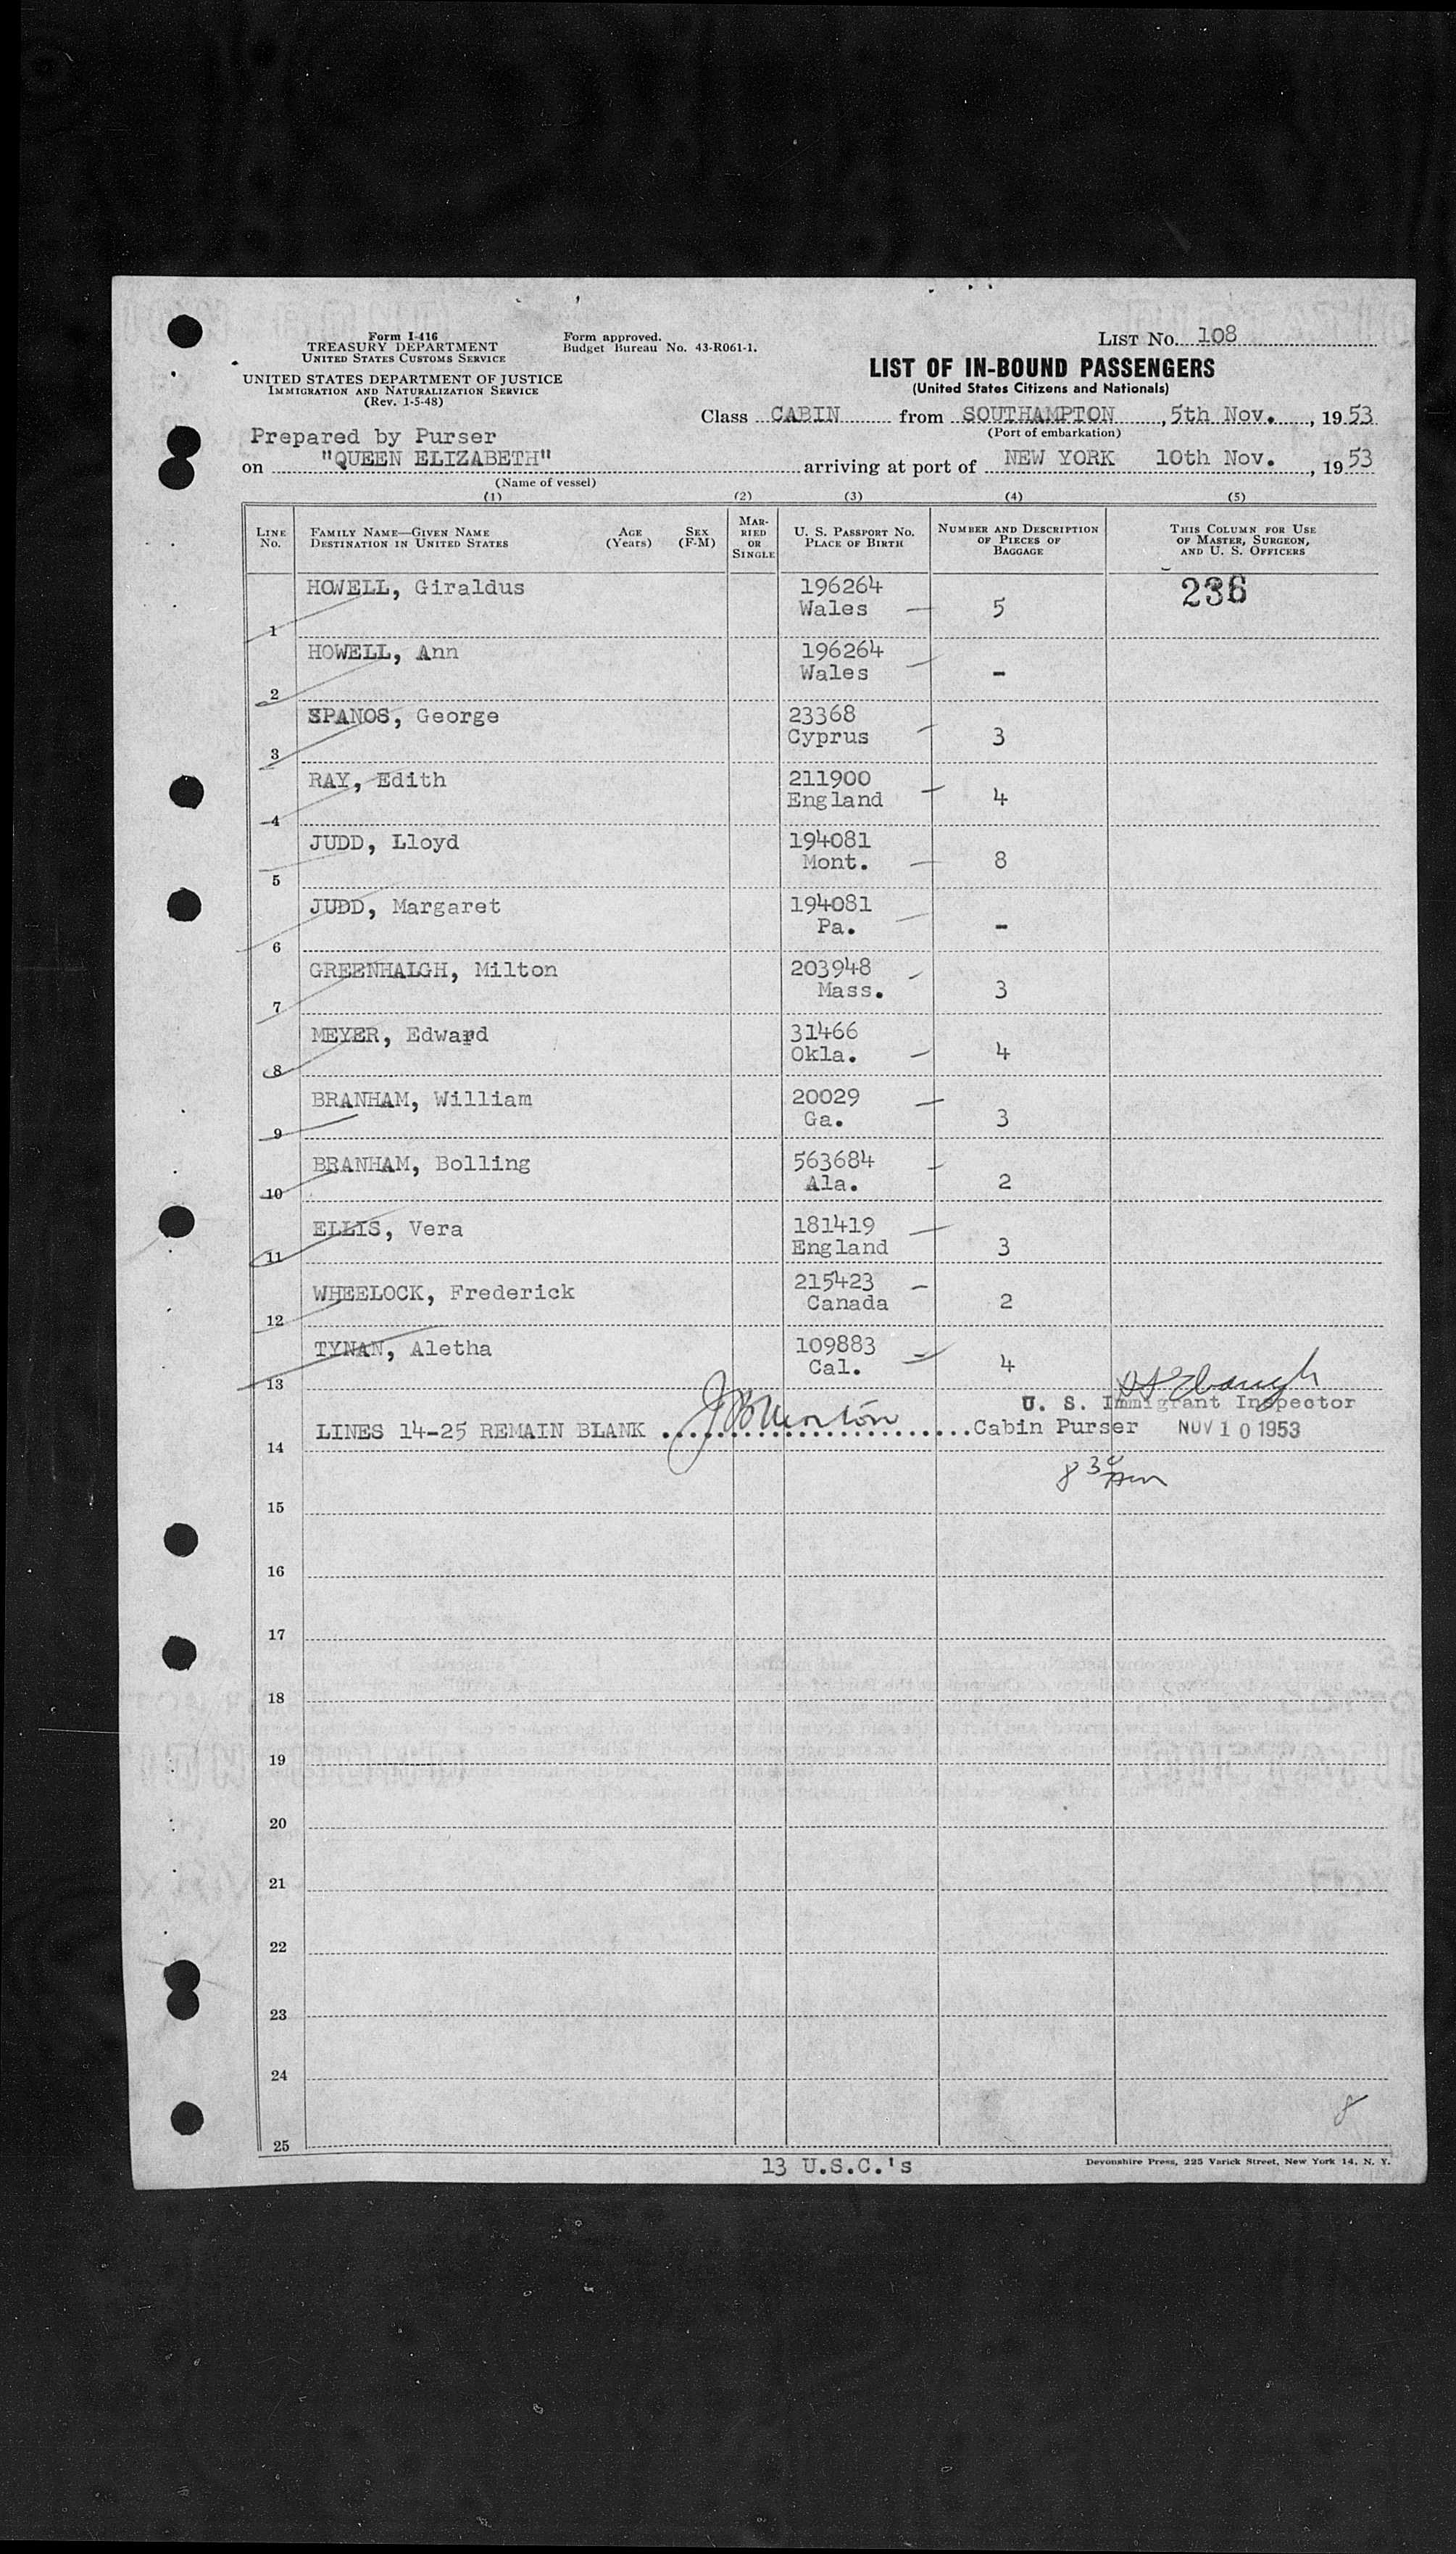 Form I-416
TREASURY DEPARTMENT
UNITED STATES CUSTOMS SERVICE
UNITED STATES DEPARTMENT OF JUSTICE
IMMIGRATION AND NATURALIZATION SERVICE
(Rev. 1-5-48)
Form approved.
Budget Bureau No. 43-R061-1.
LIST No. 108
LIST OF IN-BOUND PASSENGERS
(United States Citizens and Nationals)
Class CABIN from SOUTHAMPTON, 5th Nov., 1953
(Port of embarkation)
Prepared by Purser
on "QUEEN ELIZABETH" arriving at port of NEW YORK 10th Nov., 1953
(Name of vessel)
(1) (2) (3) (4) (5)
LINE No. FAMILY NAME—GIVEN NAME DESTINATION IN UNITED STATES AGE (Years) SEX (F-M) MARRIED OR SINGLE U. S. PASSPORT No. PLACE OF BIRTH NUMBER AND DESCRIPTION OF PIECES OF BAGGAGE THIS COLUMN FOR USE OF MASTER, SURGEON, AND U. S. OFFICERS
1 HOWELL, Giraldus 196264 Wales 5 236
2 HOWELL, Ann 196264 Wales -
3 SPANOS, George 23368 Cyprus 3
4 RAY, Edith 211900 England 4
5 JUDD, Lloyd 194081 Mont. 8
6 JUDD, Margaret 194081 Pa. -
7 GREENHALGH, Milton 203948 Mass. 3
8 MEYER, Edward 31466 Okla. 4
9 BRANHAM, William 20029 Ga. 3
10 BRANHAM, Bolling 563684 Ala. 2
11 ELLIS, Vera 181419 England 3
12 WHEELOCK, Frederick 215423 Canada 2
13 TYNAN, Aletha 109883 Cal. 4
U. S. Immigrant Inspector
14 LINES 14-25 REMAIN BLANK Cabin Purser NOV 10 1953
8 30 Am
15
16
17
18
19
20
21
22
23
24
8
25
13 U.S.C.'s
Devonshire Press, 225 Varick Street, New York 14, N. Y.